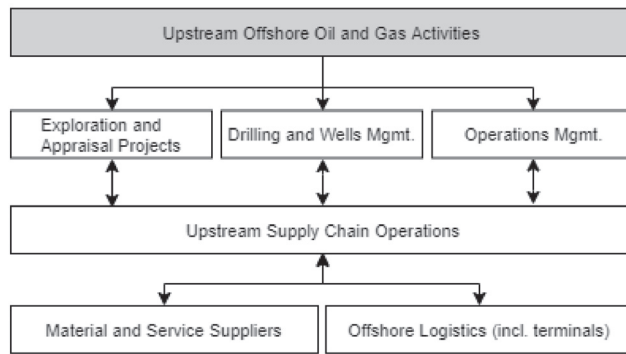 Upstream Offshore Oil and Gas Activities
Exploration and
Appraisal Projects
Drilling and Wells Mgmt.
Operations Mgmt.
Upstream Supply Chain Operations
Material and Service Suppliers
Offshore Logistics (incl. terminals)